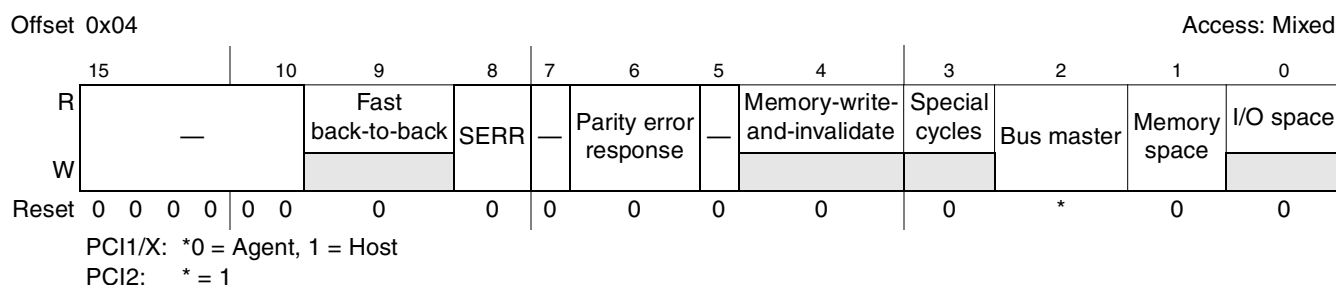 Offset 0x04 Access: Mixed
15 10 9 8 7 6 5 4 3 2 1 0
R — Fast back-to-back SERR — Parity error response — Memory-write-and-invalidate Special cycles Bus master Memory space I/O space
W
Reset 0 0 0 0 0 0 0 0 0 0 0 0 0 * 0 0
PCI1/X: *0 = Agent, 1 = Host
PCI2: * = 1